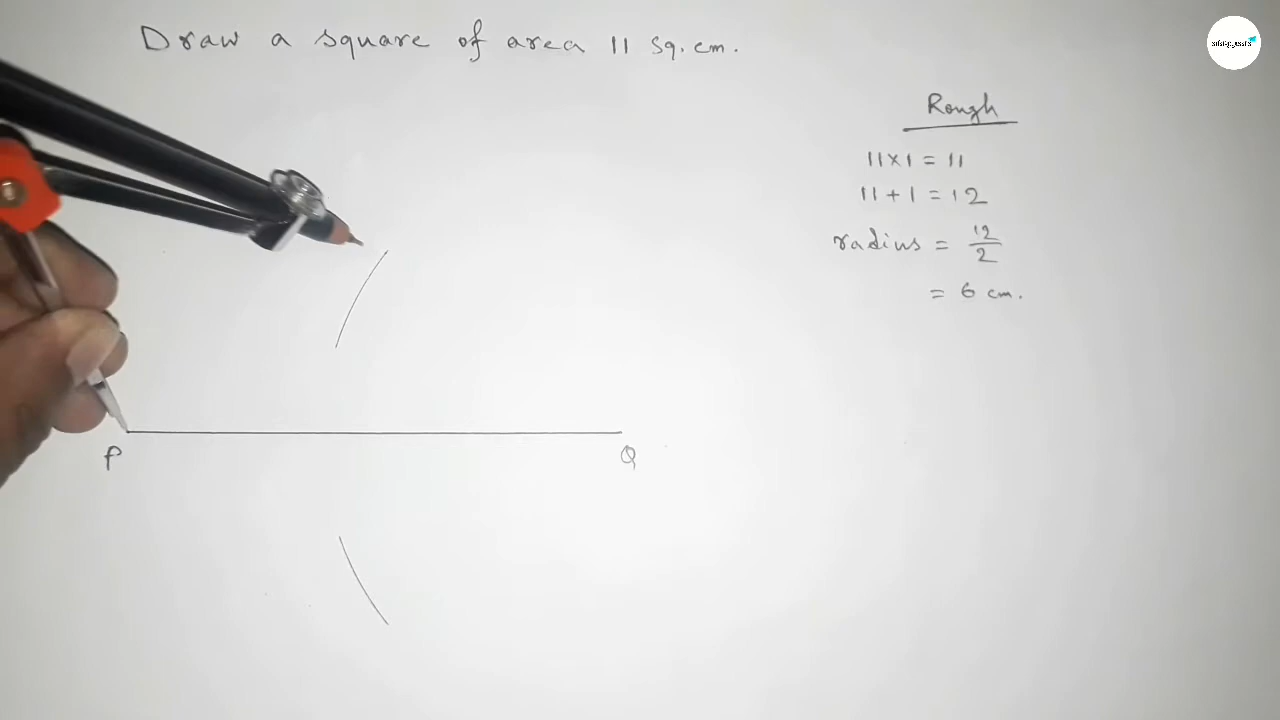 Draw a square of area 11 sq. cm.
Rough
11 × 1 = 11
11 + 1 = 12
radius = 12/2
= 6 cm.
P
Q